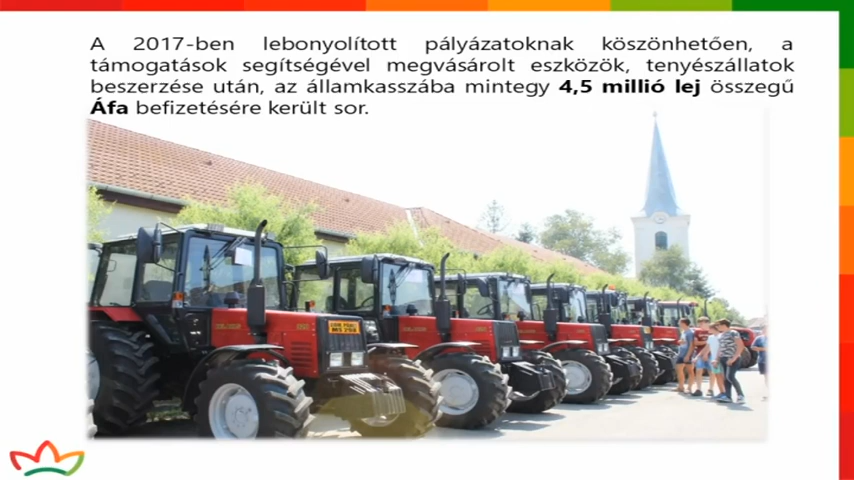 A 2017-ben lebonyolított pályázatoknak köszönhetően, a
támogatások segítségével megvásárolt eszközök, tenyészállatok
beszerzése után, az államkasszába mintegy 4,5 millió lej összegű
Áfa befizetésére került sor.